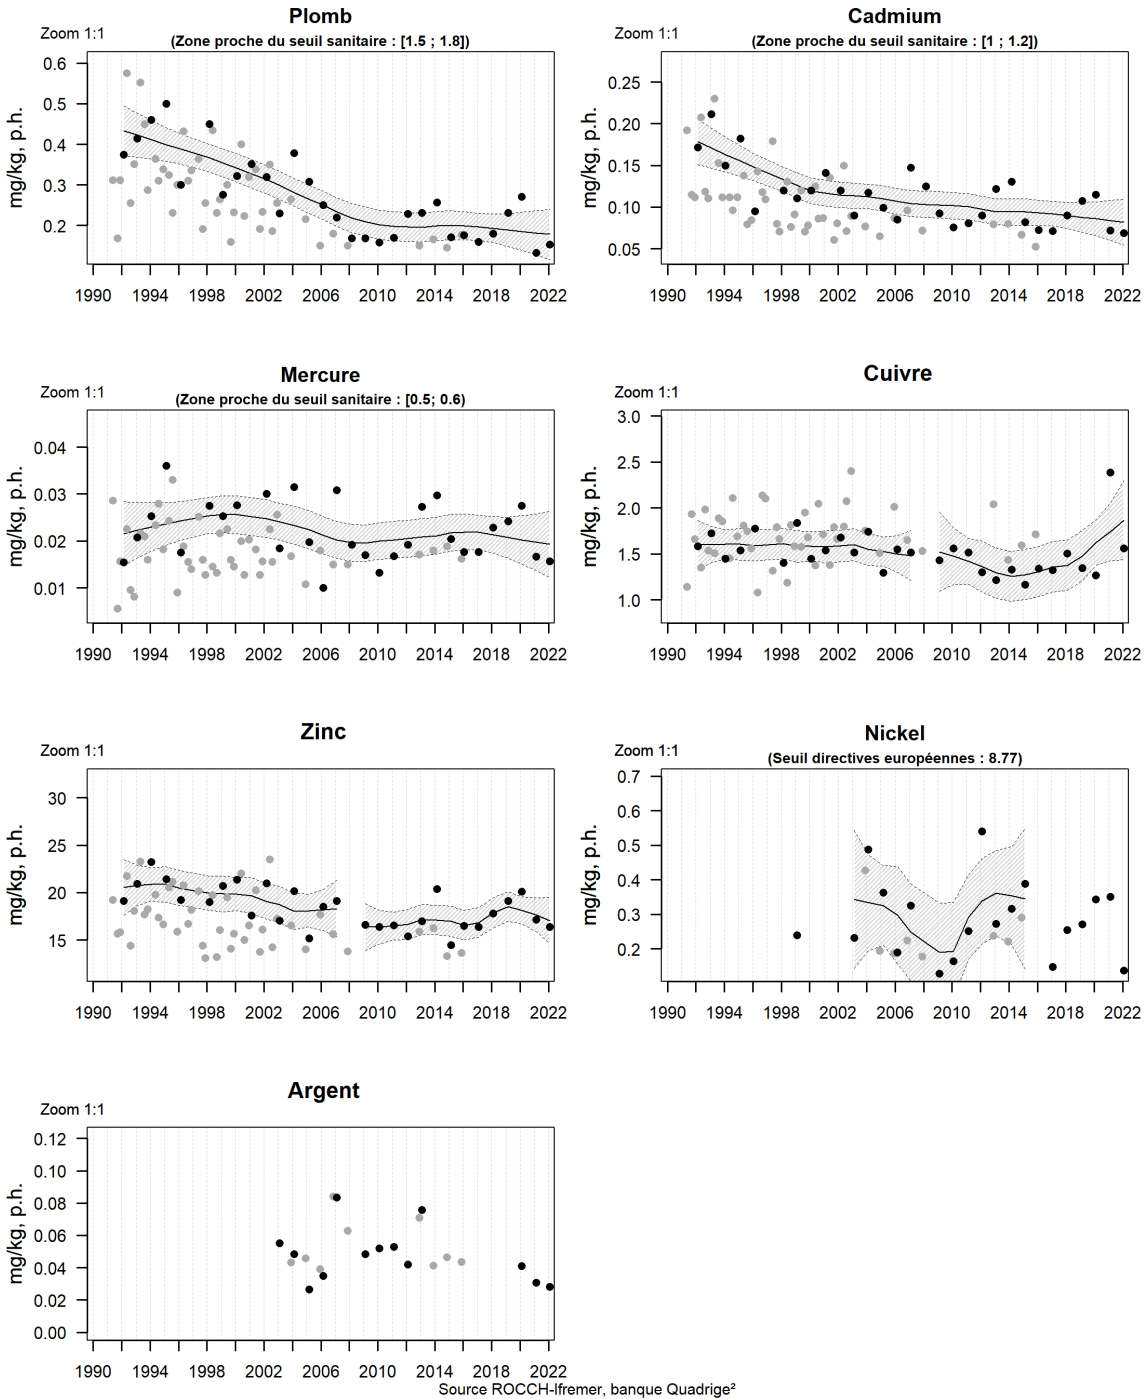 Plomb
Zoom 1:1
(Zone proche du seuil sanitaire : [1.5 ; 1.8])
mg/kg, p.h.
0.6
0.5
0.4
0.3
0.2
1990 1994 1998 2002 2006 2010 2014 2018 2022
Cadmium
Zoom 1:1
(Zone proche du seuil sanitaire : [1 ; 1.2])
mg/kg, p.h.
0.25
0.20
0.15
0.10
0.05
1990 1994 1998 2002 2006 2010 2014 2018 2022
Mercure
Zoom 1:1
(Zone proche du seuil sanitaire : [0.5; 0.6)
mg/kg, p.h.
0.04
0.03
0.02
0.01
1990 1994 1998 2002 2006 2010 2014 2018 2022
Cuivre
Zoom 1:1
mg/kg, p.h.
3.0
2.5
2.0
1.5
1.0
1990 1994 1998 2002 2006 2010 2014 2018 2022
Zinc
Zoom 1:1
mg/kg, p.h.
30
25
20
15
1990 1994 1998 2002 2006 2010 2014 2018 2022
Nickel
Zoom 1:1
(Seuil directives européennes : 8.77)
mg/kg, p.h.
0.7
0.6
0.5
0.4
0.3
0.2
1990 1994 1998 2002 2006 2010 2014 2018 2022
Argent
Zoom 1:1
mg/kg, p.h.
0.12
0.10
0.08
0.06
0.04
0.02
0.00
1990 1994 1998 2002 2006 2010 2014 2018 2022
Source ROCCH-Ifremer, banque Quadrige²